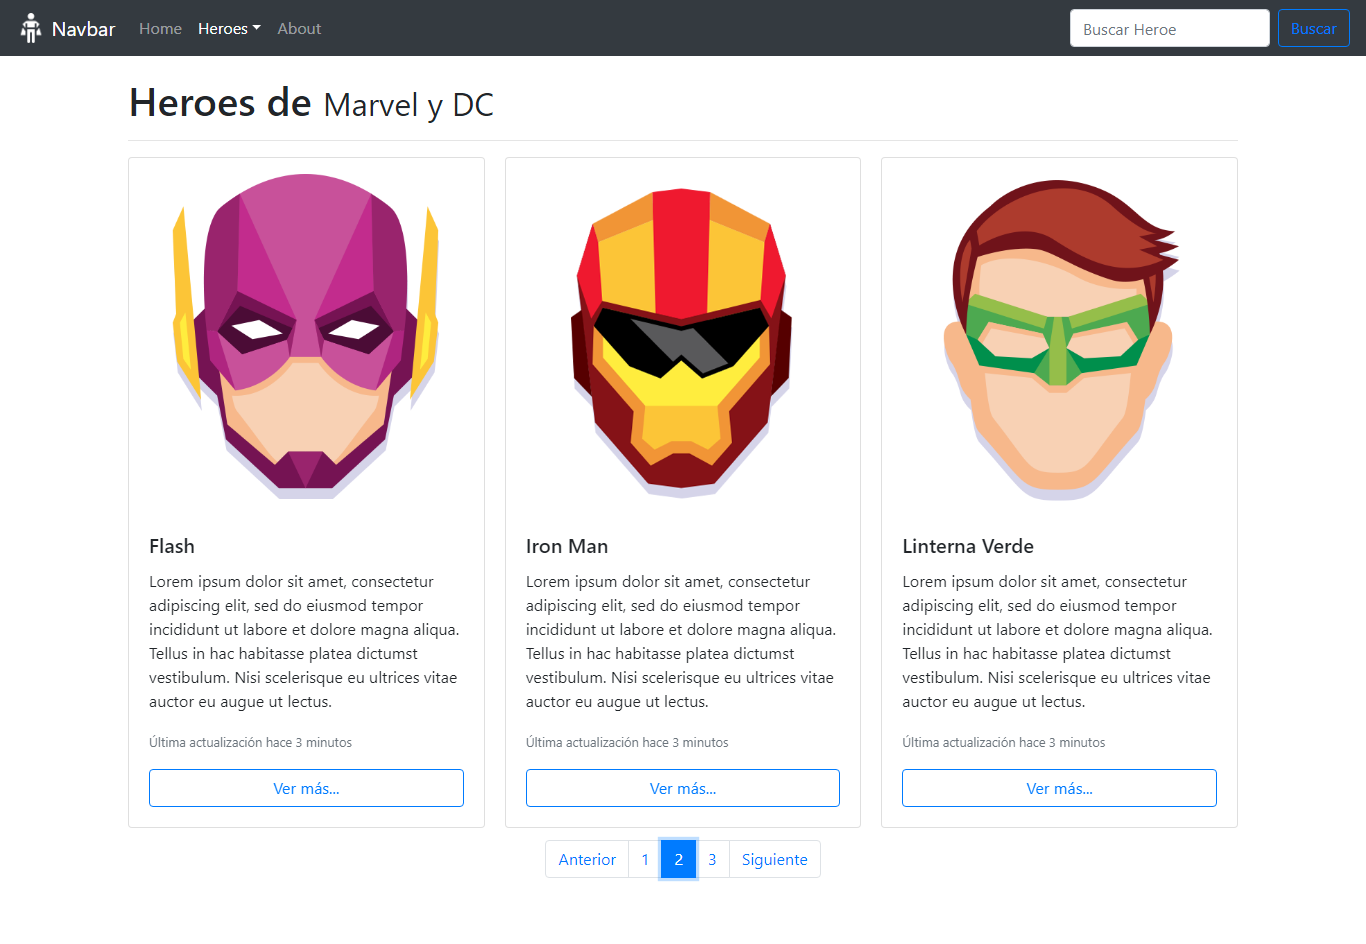 Navbar Home Heroes About Buscar Heroe Buscar
Heroes de Marvel y DC
Flash
Lorem ipsum dolor sit amet, consectetur
adipiscing elit, sed do eiusmod tempor
incididunt ut labore et dolore magna aliqua.
Tellus in hac habitasse platea dictumst
vestibulum. Nisi scelerisque eu ultrices vitae
auctor eu augue ut lectus.
Última actualización hace 3 minutos
Ver más...
Iron Man
Lorem ipsum dolor sit amet, consectetur
adipiscing elit, sed do eiusmod tempor
incididunt ut labore et dolore magna aliqua.
Tellus in hac habitasse platea dictumst
vestibulum. Nisi scelerisque eu ultrices vitae
auctor eu augue ut lectus.
Última actualización hace 3 minutos
Ver más...
Linterna Verde
Lorem ipsum dolor sit amet, consectetur
adipiscing elit, sed do eiusmod tempor
incididunt ut labore et dolore magna aliqua.
Tellus in hac habitasse platea dictumst
vestibulum. Nisi scelerisque eu ultrices vitae
auctor eu augue ut lectus.
Última actualización hace 3 minutos
Ver más...
Anterior 1 2 3 Siguiente